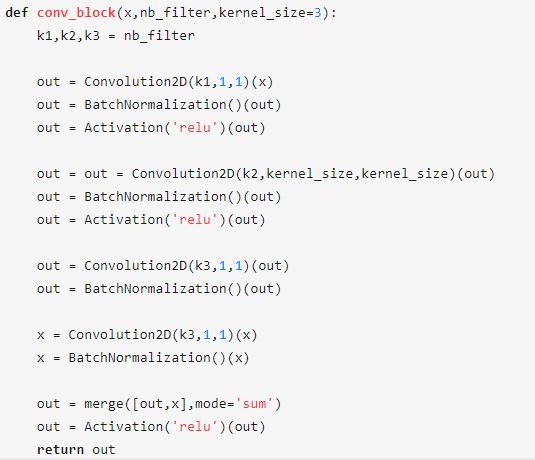 def conv_block(x,nb_filter,kernel_size=3):
    k1,k2,k3 = nb_filter

    out = Convolution2D(k1,1,1)(x)
    out = BatchNormalization()(out)
    out = Activation('relu')(out)

    out = out = Convolution2D(k2,kernel_size,kernel_size)(out)
    out = BatchNormalization()(out)
    out = Activation('relu')(out)

    out = Convolution2D(k3,1,1)(out)
    out = BatchNormalization()(out)

    x = Convolution2D(k3,1,1)(x)
    x = BatchNormalization()(x)

    out = merge([out,x],mode='sum')
    out = Activation('relu')(out)
    return out